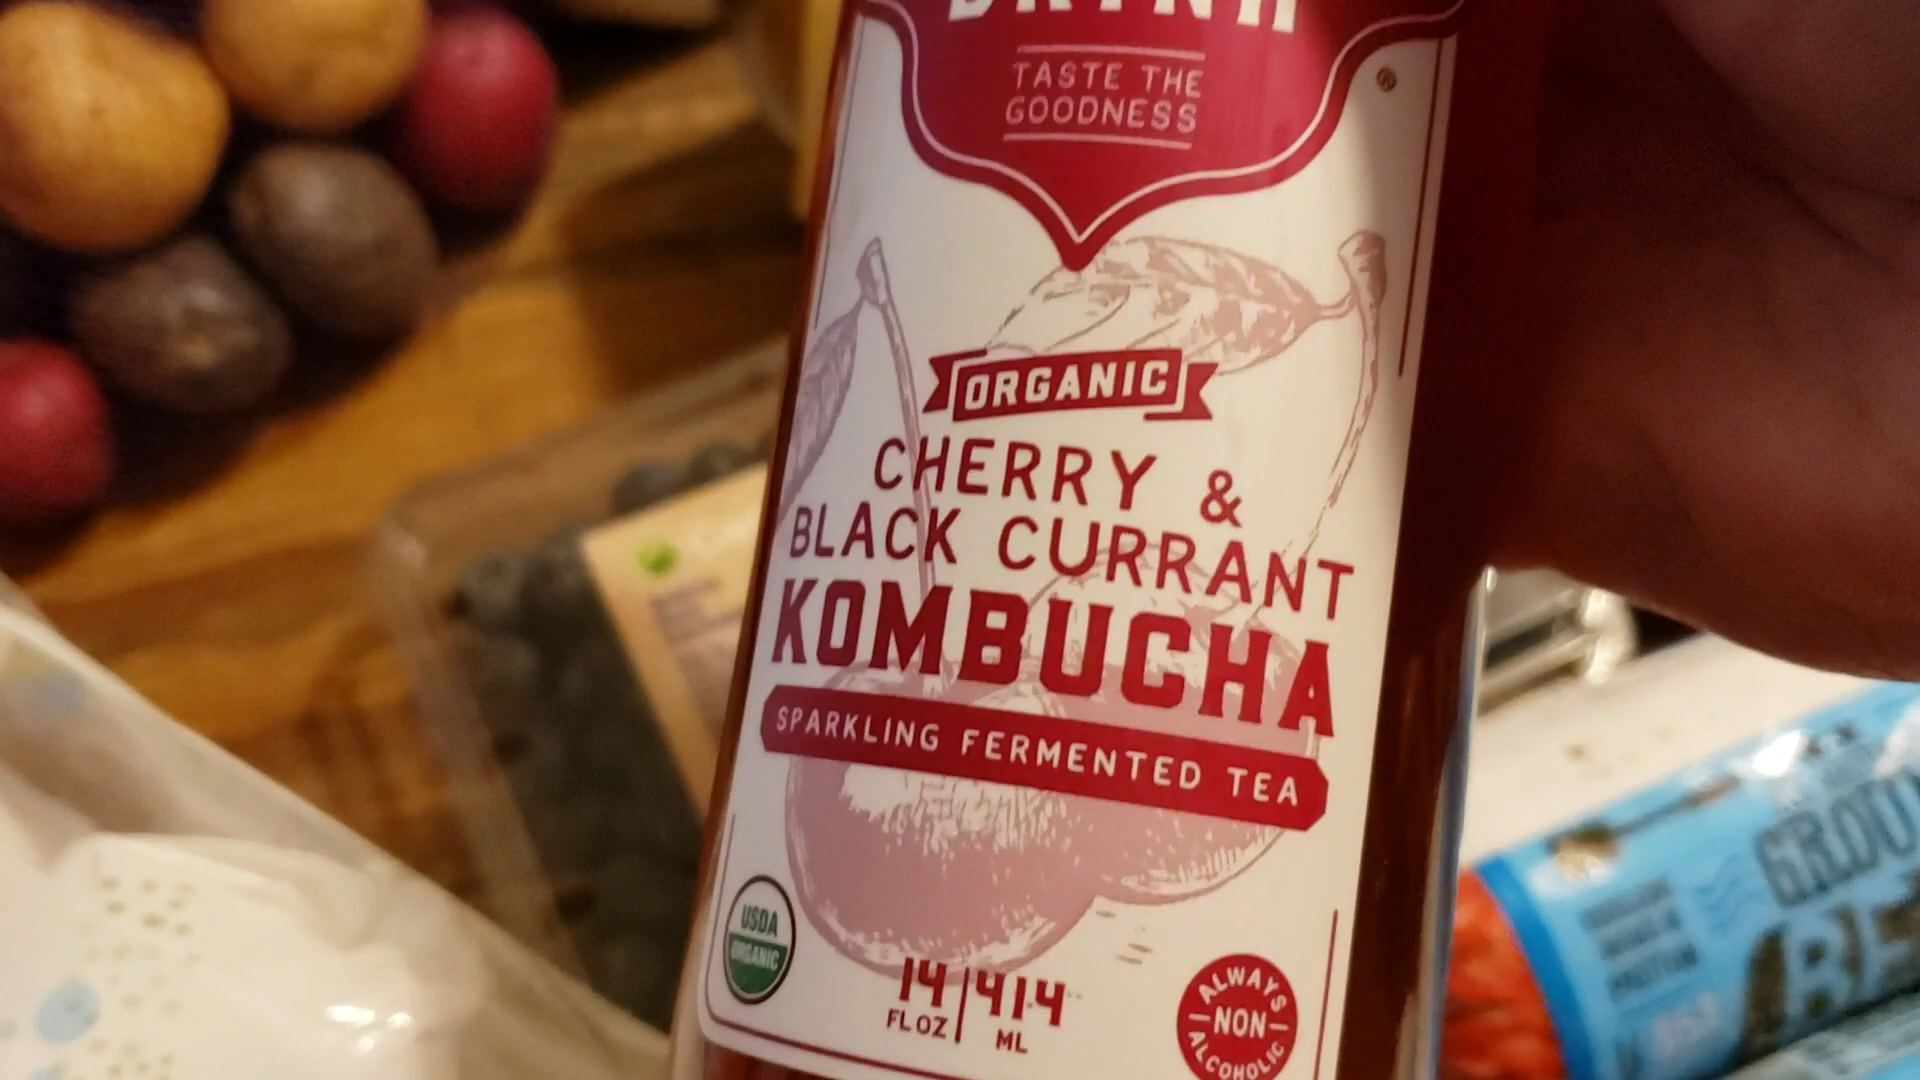 TASTE THE
GOODNESS
®
ORGANIC
CHERRY &
BLACK CURRANT
KOMBUCHA
SPARKLING FERMENTED TEA
USDA
ORGANIC
14
FL OZ
414
ML
ALWAYS
NON
ALCOHOLIC